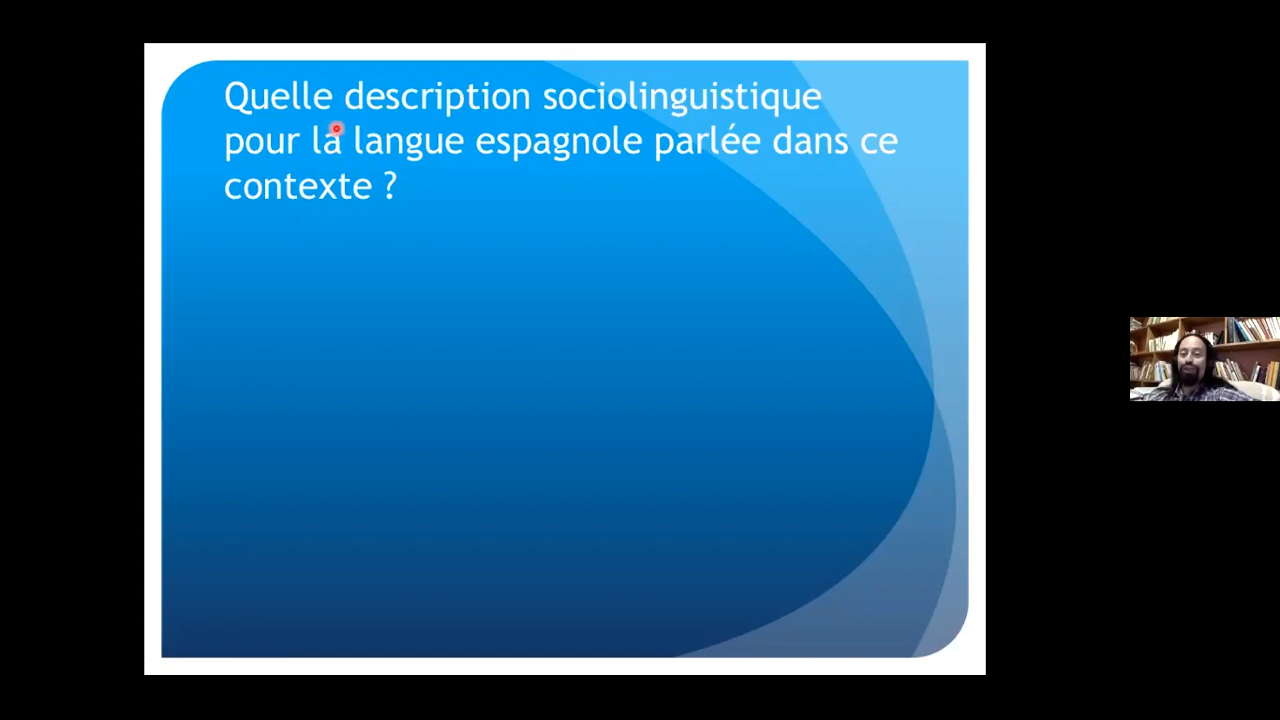 Quelle description sociolinguistique
pour la langue espagnole parlée dans ce
contexte ?